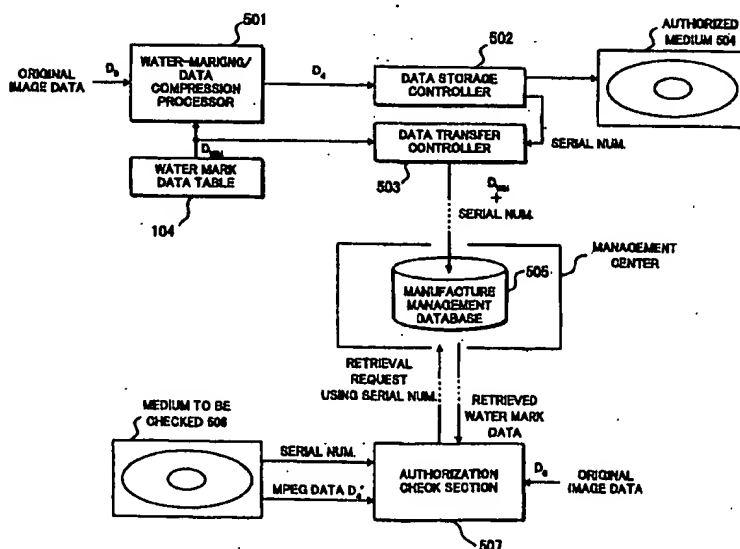 501
502
AUTHORIZED
MEDIUM 504
ORIGINAL
IMAGE DATA
WATER-MARKING/
DATA
COMPRESSION
PROCESSOR
DATA STORAGE
CONTROLLER
DATA TRANSFER
CONTROLLER
SERIAL NUM.
WATER MARK
DATA TABLE
104
503
+
SERIAL NUM.
MANAGEMENT
CENTER
505
MANUFACTURE
MANAGEMENT
DATABASE
RETRIEVAL
REQUEST
USING SERIAL NUM.
RETRIEVED
WATER MARK
DATA
MEDIUM TO BE
CHECKED 506
SERIAL NUM.
MPEG DATA D4'
AUTHORIZATION
CHECK SECTION
ORIGINAL
IMAGE DATA
507